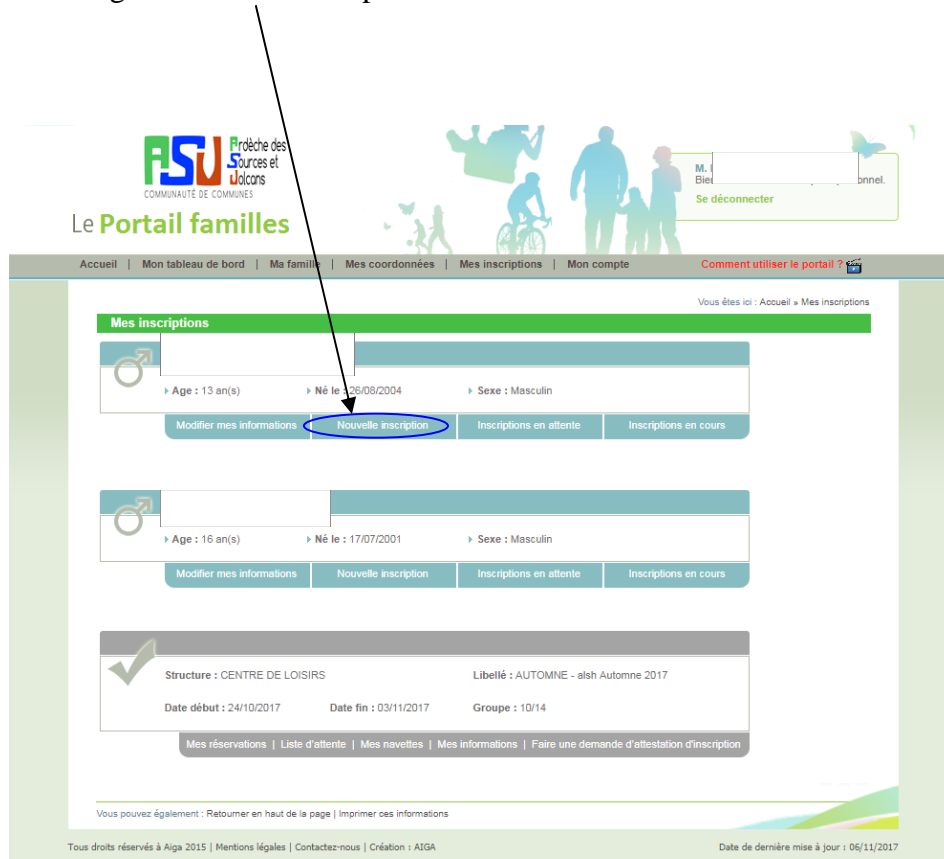 Ardèche des
Sources et
Volcans
ASV
COMMUNAUTÉ DE COMMUNES
Le Portail familles
M.
Se déconnecter
Accueil | Mon tableau de bord | Ma famille | Mes coordonnées | Mes inscriptions | Mon compte Comment utiliser le portail ?
Vous êtes ici : Accueil » Mes inscriptions
Mes inscriptions
Age : 13 an(s) Né le : 26/08/2004 Sexe : Masculin
Modifier mes informations Nouvelle inscription Inscriptions en attente Inscriptions en cours
Age : 16 an(s) Né le : 17/07/2001 Sexe : Masculin
Modifier mes informations Nouvelle inscription Inscriptions en attente Inscriptions en cours
Structure : CENTRE DE LOISIRS Libellé : AUTOMNE - alsh Automne 2017
Date début : 24/10/2017 Date fin : 03/11/2017 Groupe : 10/14
Mes réservations | Liste d'attente | Mes navettes | Mes informations | Faire une demande d'attestation d'inscription
Vous pouvez également : Retourner en haut de la page | Imprimer ces informations
Tous droits réservés à Aiga 2015 | Mentions légales | Contactez-nous | Création : AIGA Date de dernière mise à jour : 06/11/2017